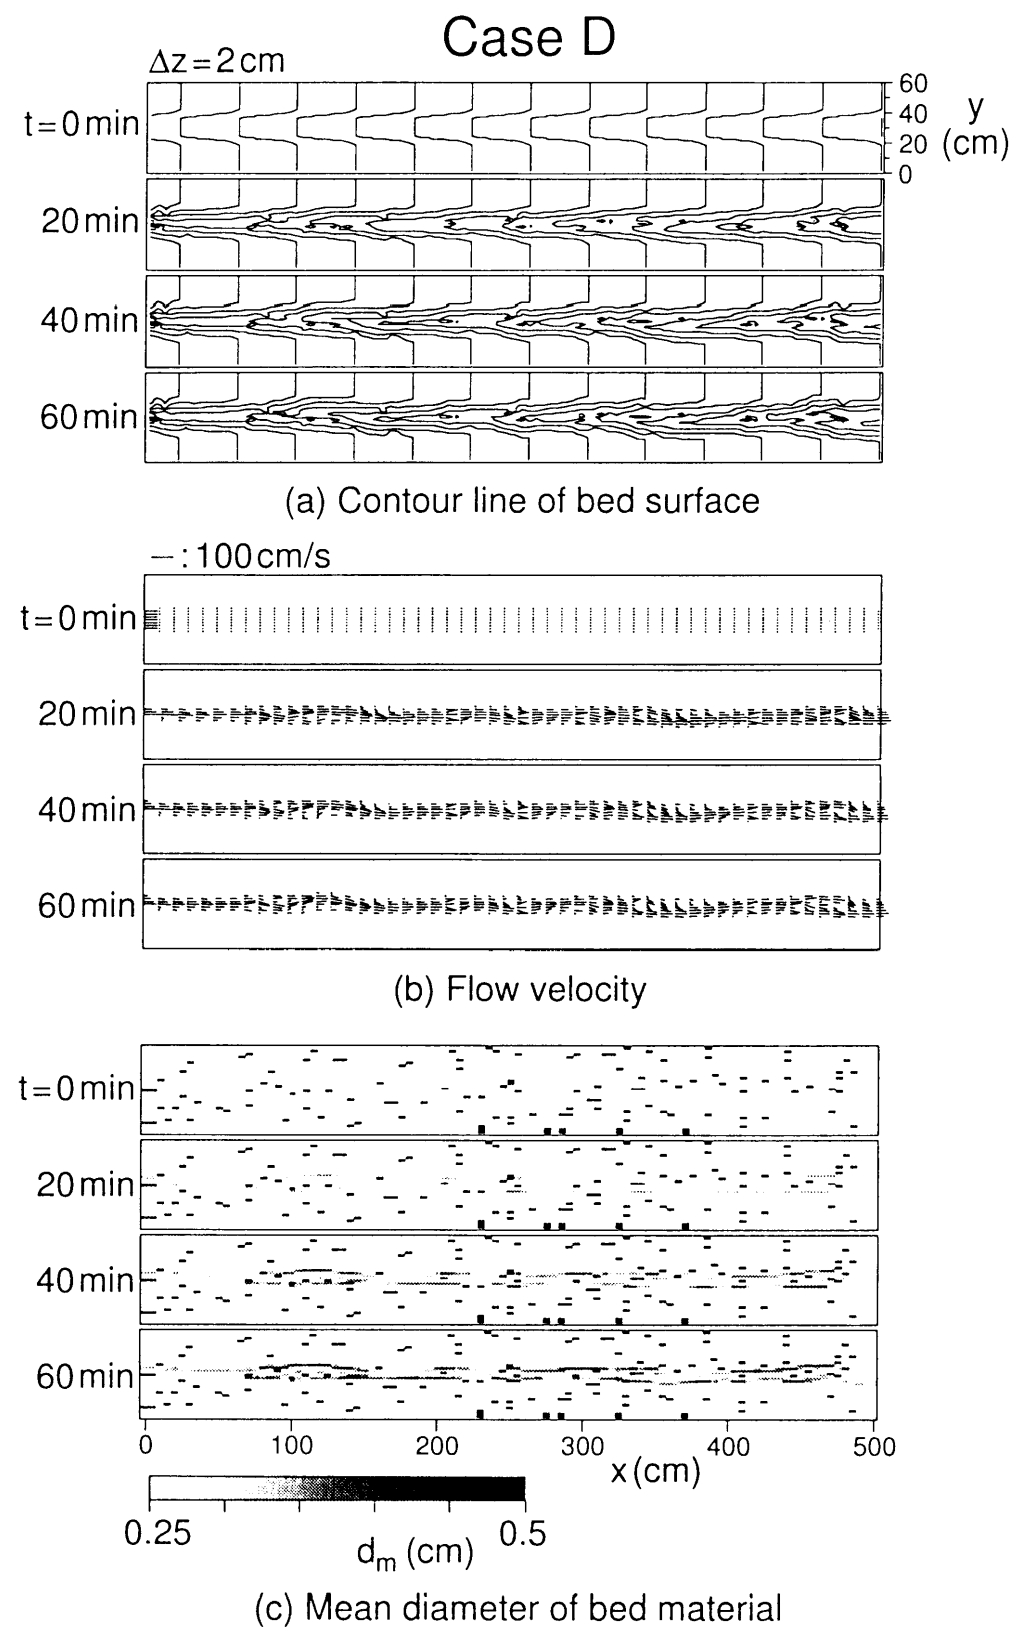 Case D
Δz=2cm
60
t=0min
40
y
20
(cm)
0
20min
40min
60min
(a) Contour line of bed surface
—:100cm/s
t=0min
20min
40min
60min
(b) Flow velocity
t=0min
20min
40min
60min
0 100 200 300 400 500
x(cm)
0.25 0.5
dm (cm)
(c) Mean diameter of bed material